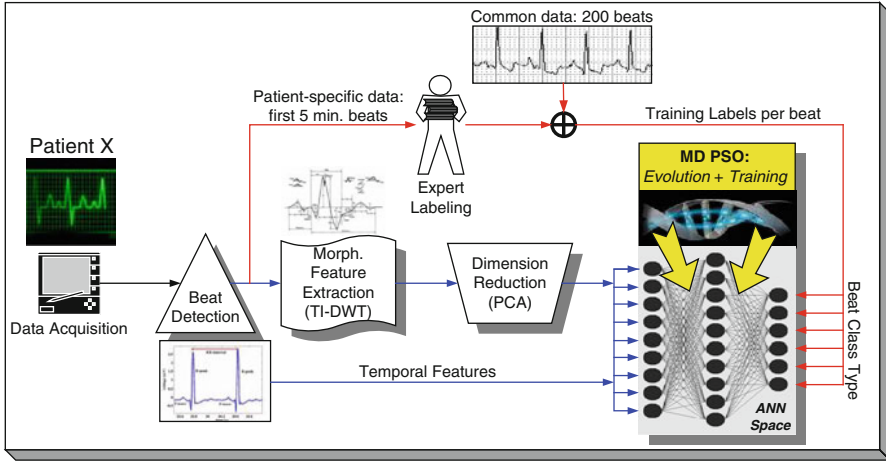 Common data: 200 beats
Patient-specific data:
first 5 min. beats
Training Labels per beat
Patient X
Expert
Labeling
MD PSO:
Evolution + Training
Data Acquisition
Beat
Detection
Morph.
Feature
Extraction
(TI-DWT)
Dimension
Reduction
(PCA)
Beat Class Type
Temporal Features
ANN
Space